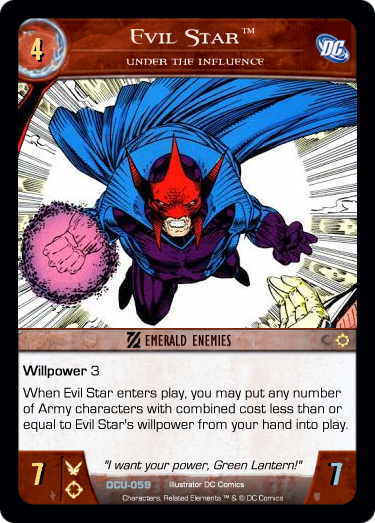 4
Evil Star™
DC
UNDER THE INFLUENCE
EMERALD ENEMIES
Willpower 3
When Evil Star enters play, you may put any number
of Army characters with combined cost less than or
equal to Evil Star's willpower from your hand into play.
7
"I want your power, Green Lantern!"
7
DCU-059 Illustrator DC Comics
Characters, Related Elements ™ & © DC Comics